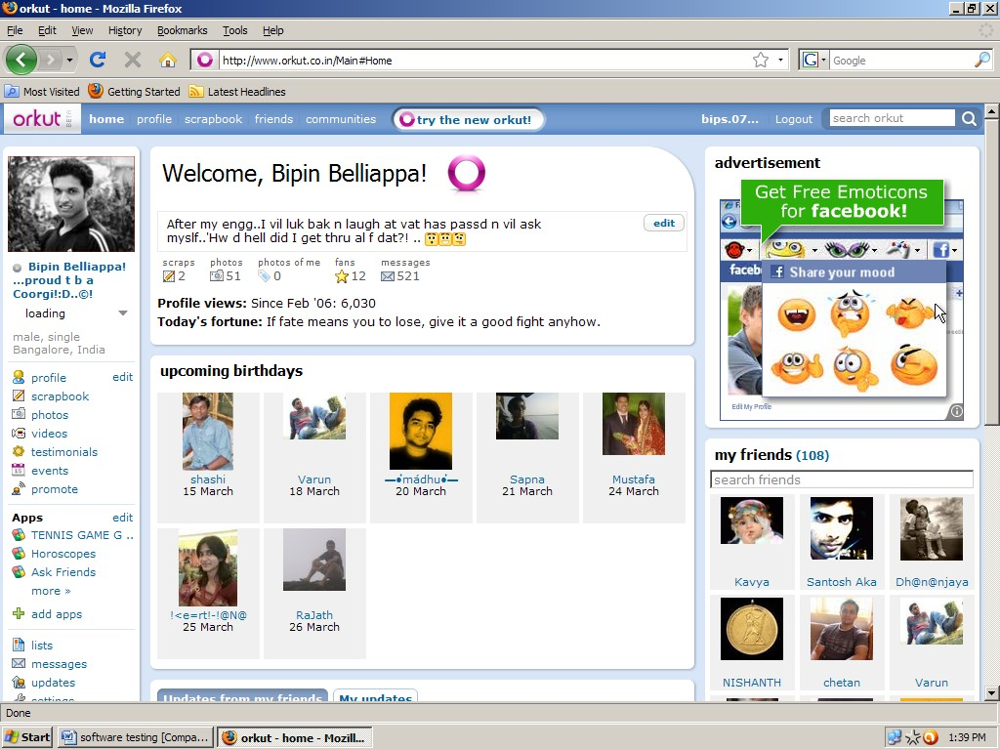 orkut - home - Mozilla Firefox
File Edit View History Bookmarks Tools Help
http://www.orkut.co.in/Main#Home
G Google
Most Visited Getting Started Latest Headlines
orkut BETA home profile scrapbook friends communities try the new orkut! bips.07... Logout search orkut
Bipin Belliappa!
...proud t b a
Coorgi!:D..©!
loading
male, single
Bangalore, India
profile edit
scrapbook
photos
videos
testimonials
events
promote
Apps edit
TENNIS GAME G ..
Horoscopes
Ask Friends
more »
add apps
lists
messages
updates
settings
Welcome, Bipin Belliappa!
After my engg..I vil luk bak n laugh at vat has passd n vil ask edit
myslf..'Hw d hell did I get thru al f dat?! ..
scraps photos photos of me fans messages
2 51 0 12 521
Profile views: Since Feb '06: 6,030
Today's fortune: If fate means you to lose, give it a good fight anyhow.
upcoming birthdays
shashi Varun —•mádhu•— Sapna Mustafa
15 March 18 March 20 March 21 March 24 March
!<e=rt!-!@N@ RaJath
25 March 26 March
Updates from my friends My updates
advertisement
Get Free Emoticons
for facebook!
faceb
Share your mood
Edit My Profile
my friends (108)
search friends
Kavya Santosh Aka Dh@n@njaya
NISHANTH chetan Varun
Done
Start software testing [Compa... orkut - home - Mozill... 1:39 PM